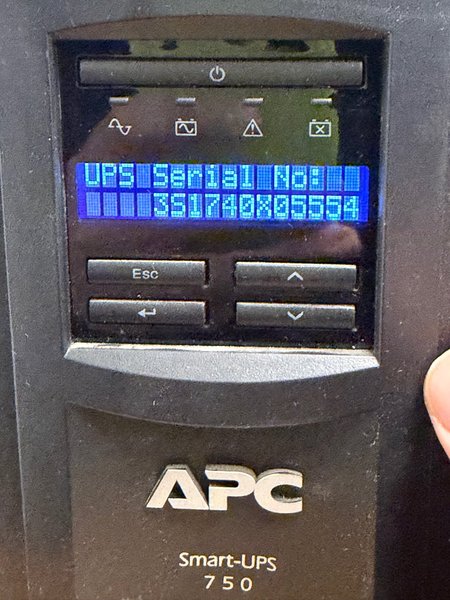 UPS Serial No:
3S1740X05554
Esc
APC
Smart-UPS
750